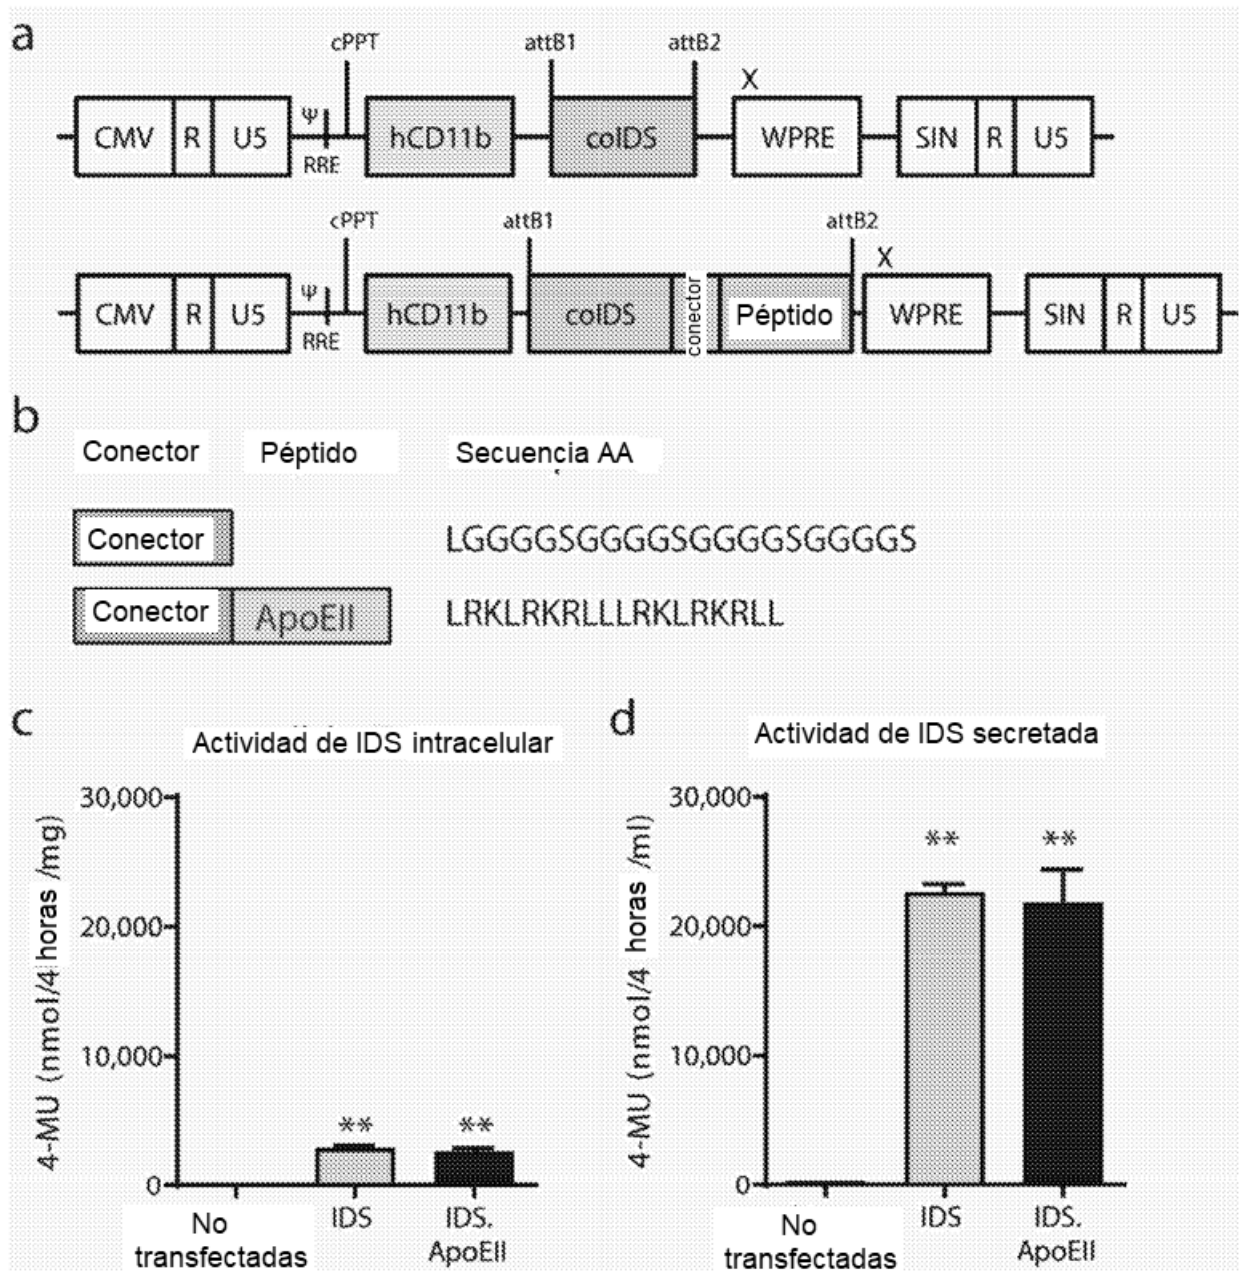 a
cPPT attB1 attB2
X
CMV R U5 Ψ RRE hCD11b coIDS WPRE SIN R U5
cPPT attB1 attB2
X
CMV R U5 Ψ RRE hCD11b coIDS conector Péptido WPRE SIN R U5
b
Conector Péptido Secuencia AA
Conector LGGGGSGGGGSGGGGSGGGGS
Conector ApoEII LRKLRKRLLLRKLRKRLL
c
Actividad de IDS intracelular
4-MU (nmol/4 horas /mg)
30,000
20,000
10,000
0
** **
No transfectadas
IDS
IDS.
ApoEII
d
Actividad de IDS secretada
4-MU (nmol/4 horas /ml)
30,000
20,000
10,000
0
** **
No transfectadas
IDS
IDS.
ApoEII